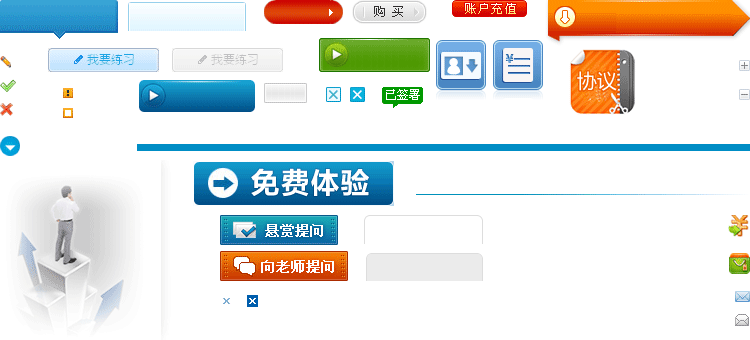 购 买
账户充值
我要练习
我要练习
协议
已签署
免费体验
悬赏提问
向老师提问